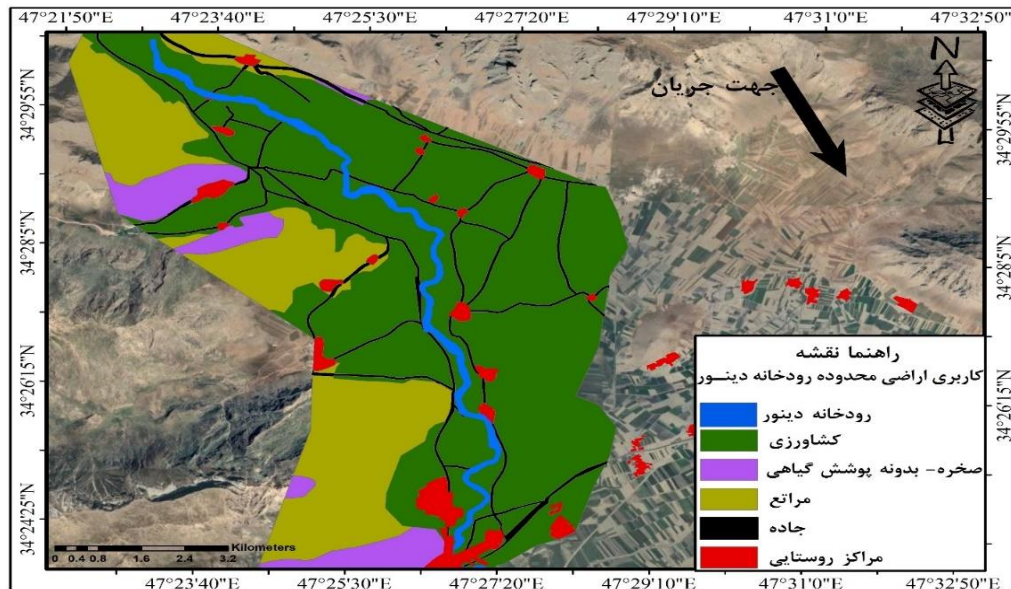 47°21'50"E 47°23'40"E 47°25'30"E 47°27'20"E 47°29'10"E 47°31'0"E 47°32'50"E
34°29'55"N
34°28'5"N
34°26'15"N
34°24'25"N
جهت جریان
N
34°29'55"N
34°28'5"N
34°26'15"N
34°24'25"N
راهنما نقشه
کاربری اراضی محدوده رودخانه دینــور
رودخانه دینور
کشاورزی
صخره- بدونه پوشش گیاهی
مراتع
جاده
مراکز روستایی
0 0.4 0.8 1.6 2.4 3.2
Kilometers
47°23'40"E 47°25'30"E 47°27'20"E 47°29'10"E 47°31'0"E 47°32'50"E